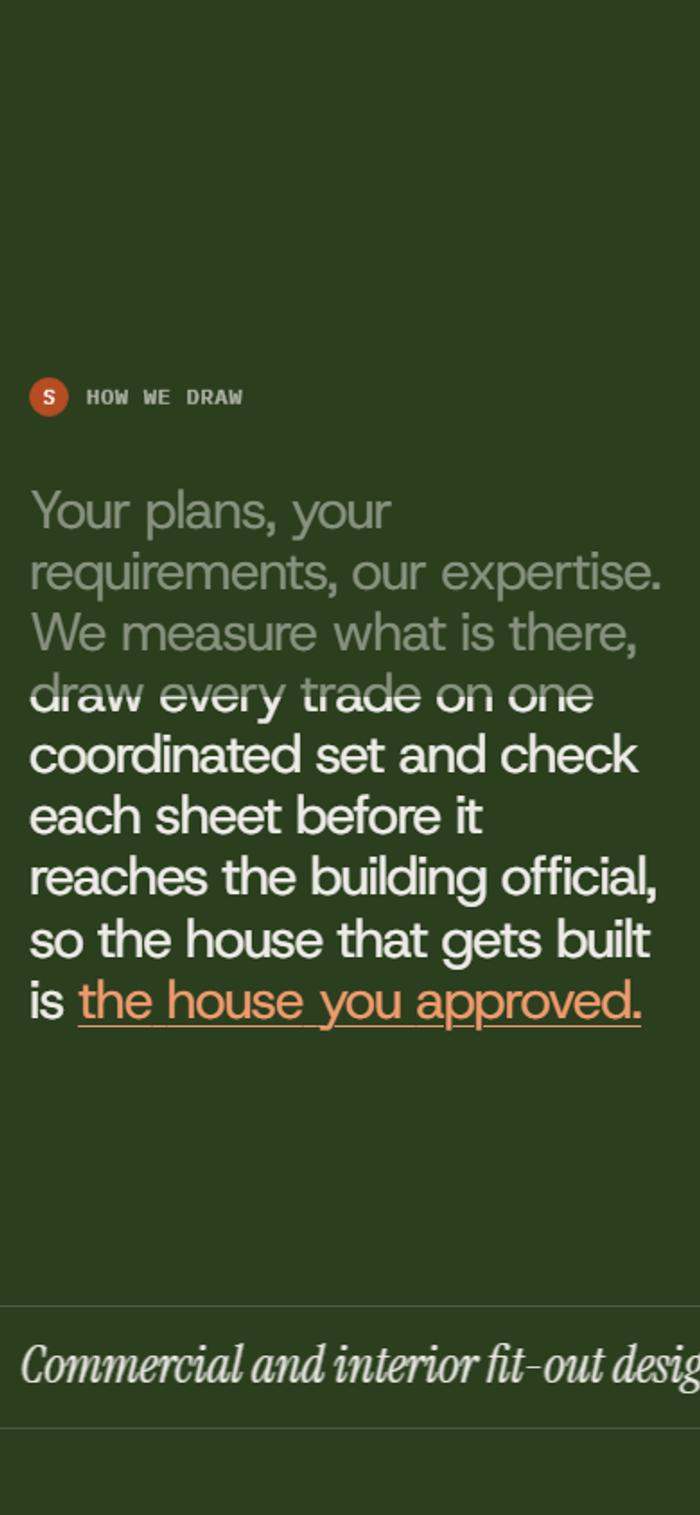 S HOW WE DRAW
Your plans, your
requirements, our expertise.
We measure what is there,
draw every trade on one
coordinated set and check
each sheet before it
reaches the building official,
so the house that gets built
is the house you approved.
Commercial and interior fit-out desig